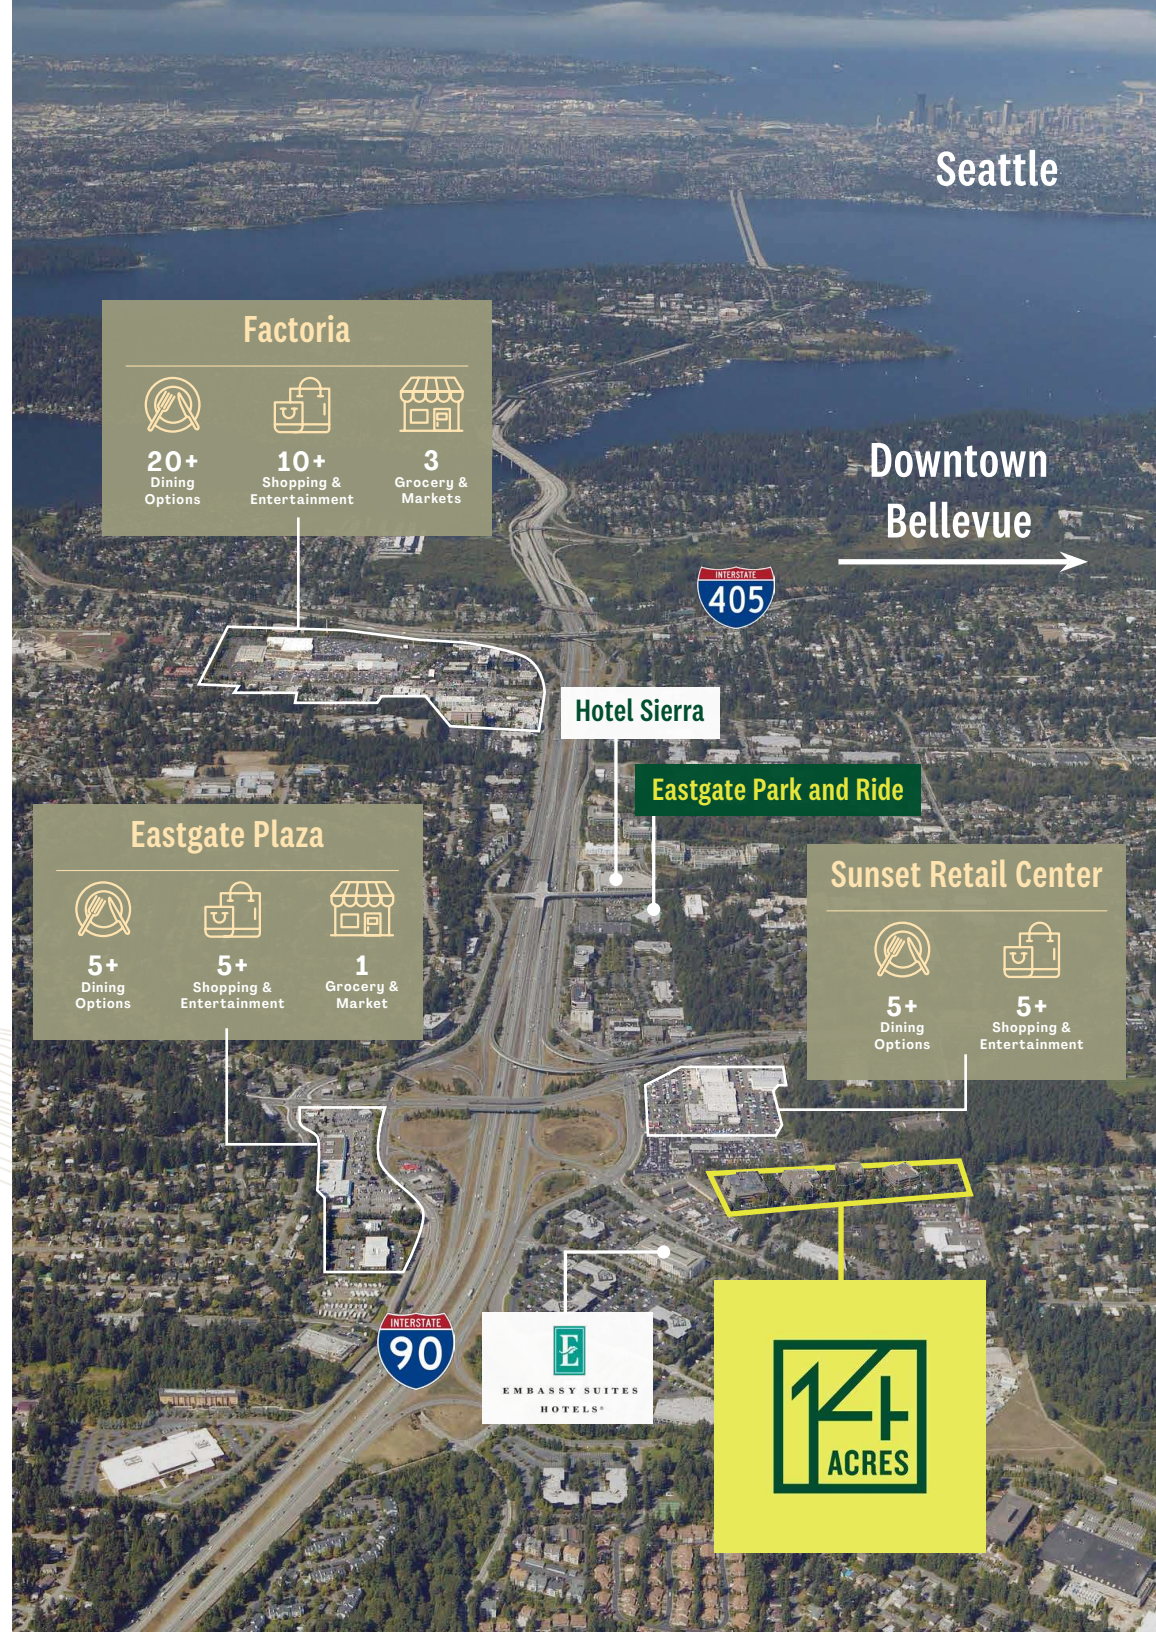 Seattle
Factoria
20+
Dining
Options
10+
Shopping &
Entertainment
3
Grocery &
Markets
Downtown
Bellevue
INTERSTATE
405
Hotel Sierra
Eastgate Park and Ride
Eastgate Plaza
5+
Dining
Options
5+
Shopping &
Entertainment
1
Grocery &
Market
Sunset Retail Center
5+
Dining
Options
5+
Shopping &
Entertainment
INTERSTATE
90
E
EMBASSY SUITES
HOTELS®
14
ACRES